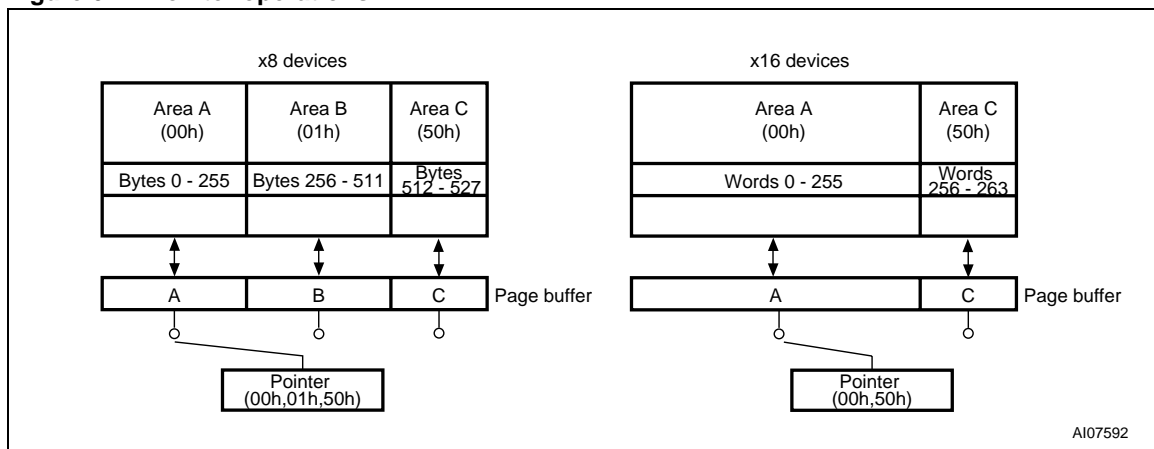 x8 devices
x16 devices
Area A
(00h)
Area B
(01h)
Area C
(50h)
Area A
(00h)
Area C
(50h)
Bytes 0 - 255
Bytes 256 - 511
Bytes
512 - 527
Words 0 - 255
Words
256 - 263
A
B
C
Page buffer
A
C
Page buffer
Pointer
(00h,01h,50h)
Pointer
(00h,50h)
AI07592